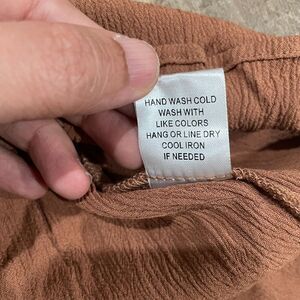 HAND WASH COLD
WASH WITH
LIKE COLORS
HANG OR LINE DRY
COOL IRON
IF NEEDED